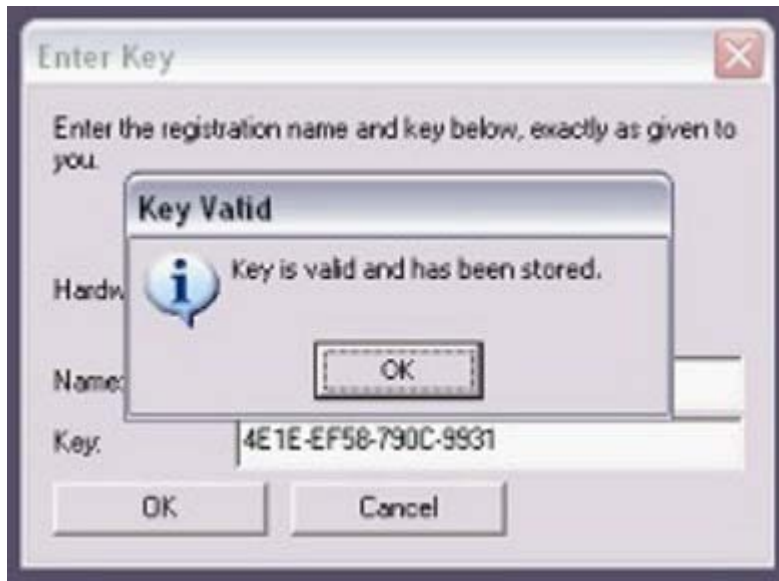 Enter Key
Enter the registration name and key below, exactly as given to
you.
Key Valid
Key is valid and has been stored.
Hardw
OK
Name:
Key: 4E1E-EF58-790C-9931
OK Cancel